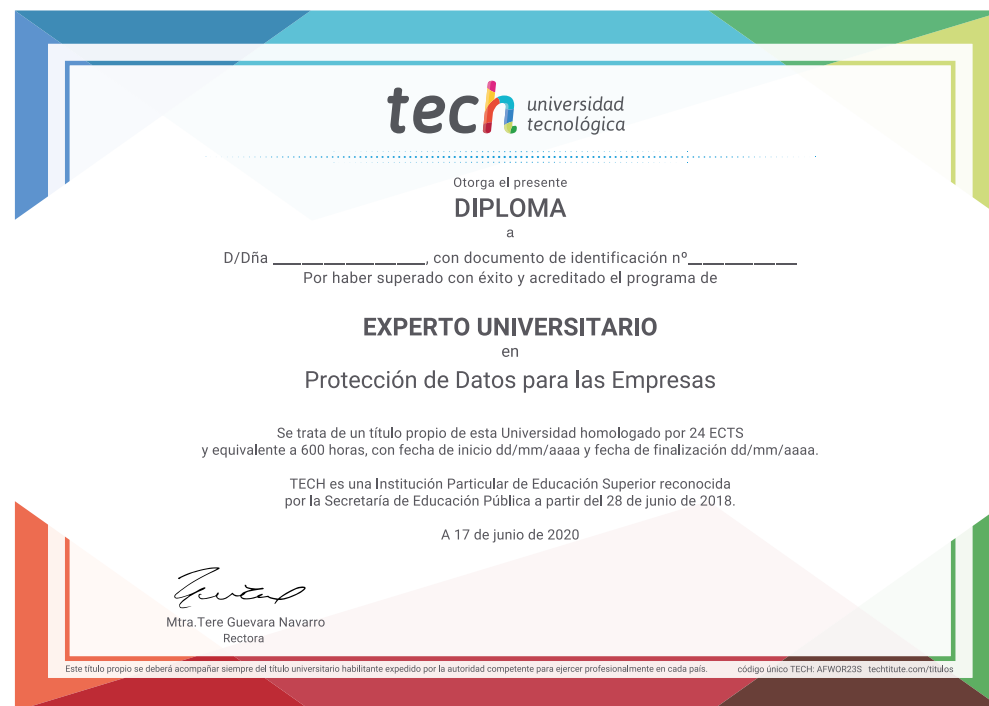 tech universidad
tecnológica
Otorga el presente
DIPLOMA
a
D/Dña __________________, con documento de identificación nº_____________
Por haber superado con éxito y acreditado el programa de
EXPERTO UNIVERSITARIO
en
Protección de Datos para las Empresas
Se trata de un título propio de esta Universidad homologado por 24 ECTS
y equivalente a 600 horas, con fecha de inicio dd/mm/aaaa y fecha de finalización dd/mm/aaaa.
TECH es una Institución Particular de Educación Superior reconocida
por la Secretaría de Educación Pública a partir del 28 de junio de 2018.
A 17 de junio de 2020
Mtra.Tere Guevara Navarro
Rectora
Este título propio se deberá acompañar siempre del título universitario habilitante expedido por la autoridad competente para ejercer profesionalmente en cada país. código único TECH: AFWOR23S techtitute.com/titulos